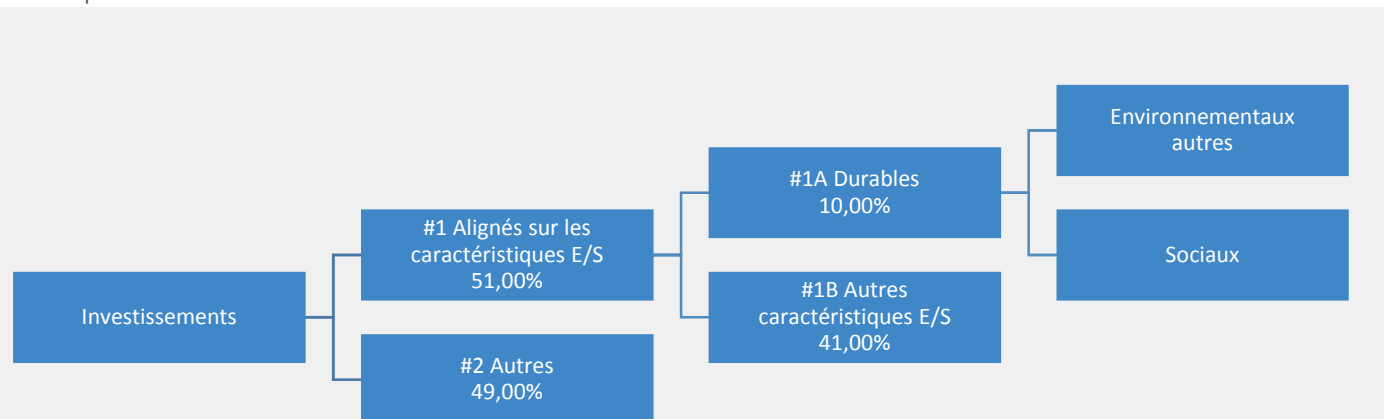 Environnementaux
autres
#1A Durables
10,00%
#1 Alignés sur les
caractéristiques E/S
51,00%
Sociaux
#1B Autres
caractéristiques E/S
41,00%
Investissements
#2 Autres
49,00%